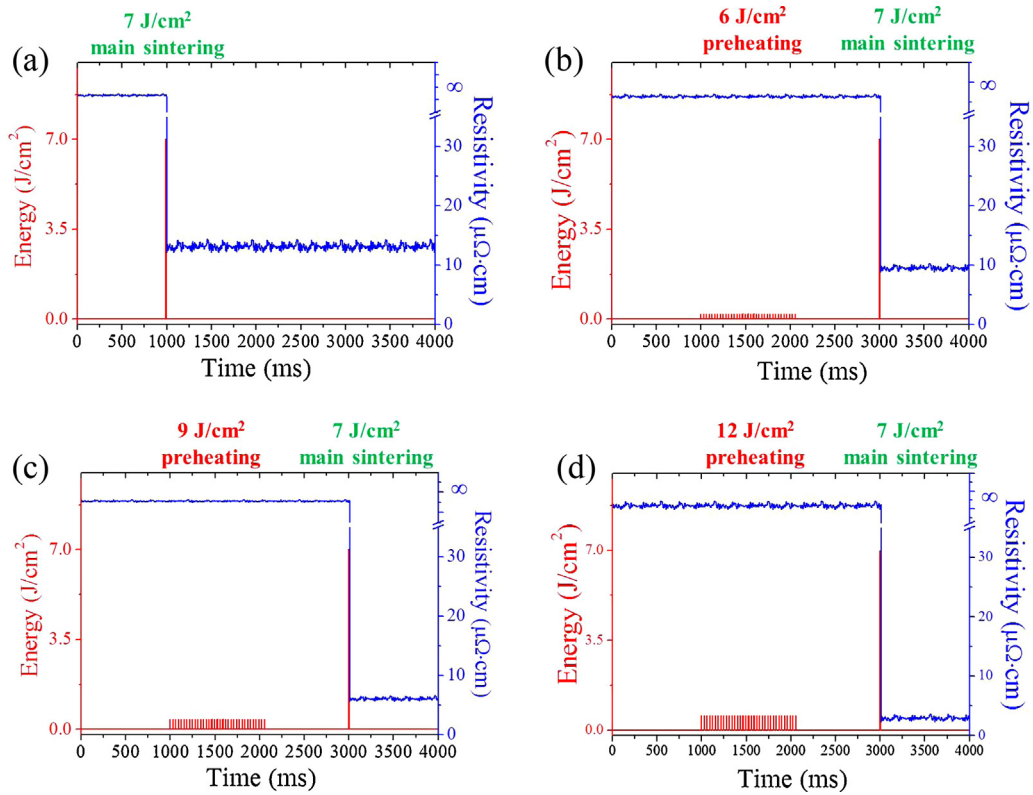 (a)
7 J/cm²
main sintering
Energy (J/cm²)
7.0
3.5
0.0
∞
30
20
10
0
Resistivity (μΩ·cm)
0 500 1000 1500 2000 2500 3000 3500 4000
Time (ms)
(b)
6 J/cm²
preheating
7 J/cm²
main sintering
Energy (J/cm²)
7.0
3.5
0.0
∞
30
20
10
0
Resistivity (μΩ·cm)
0 500 1000 1500 2000 2500 3000 3500 4000
Time (ms)
(c)
9 J/cm²
preheating
7 J/cm²
main sintering
Energy (J/cm²)
7.0
3.5
0.0
∞
30
20
10
0
Resistivity (μΩ·cm)
0 500 1000 1500 2000 2500 3000 3500 4000
Time (ms)
(d)
12 J/cm²
preheating
7 J/cm²
main sintering
Energy (J/cm²)
7.0
3.5
0.0
∞
30
20
10
0
Resistivity (μΩ·cm)
0 500 1000 1500 2000 2500 3000 3500 4000
Time (ms)